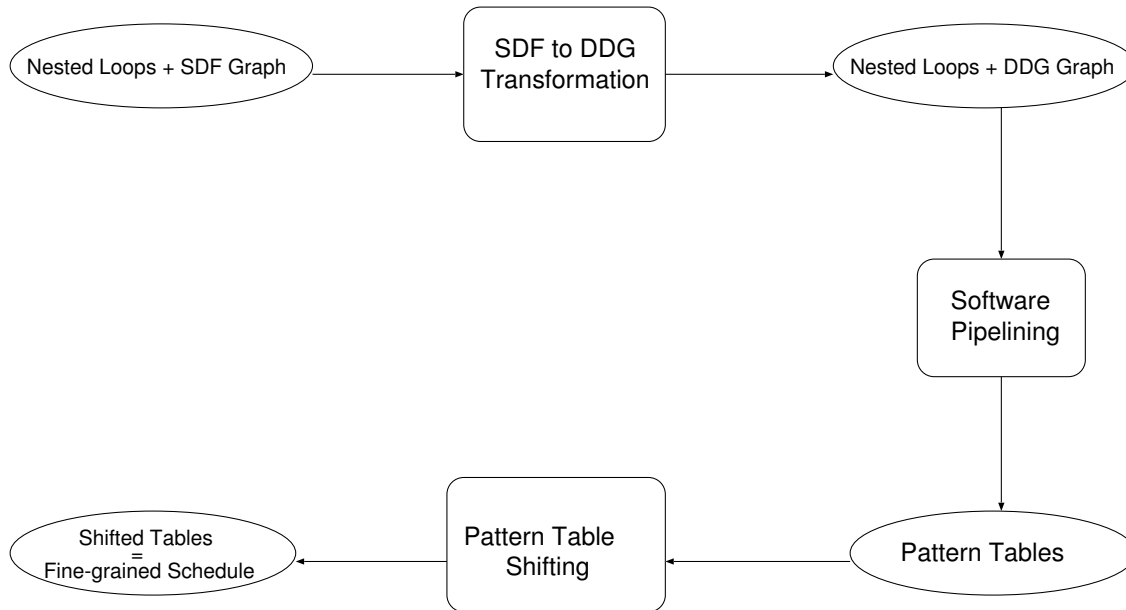 Nested Loops + SDF Graph
SDF to DDG
Transformation
Nested Loops + DDG Graph
Software
Pipelining
Pattern Tables
Pattern Table
Shifting
Shifted Tables
=
Fine-grained Schedule